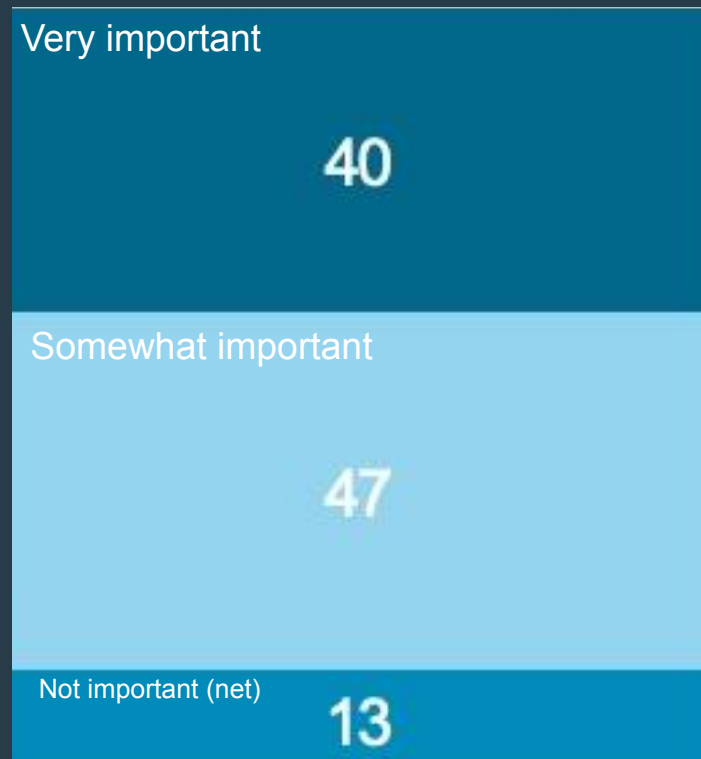 Very important
40
Somewhat important
47
Not important (net)
13